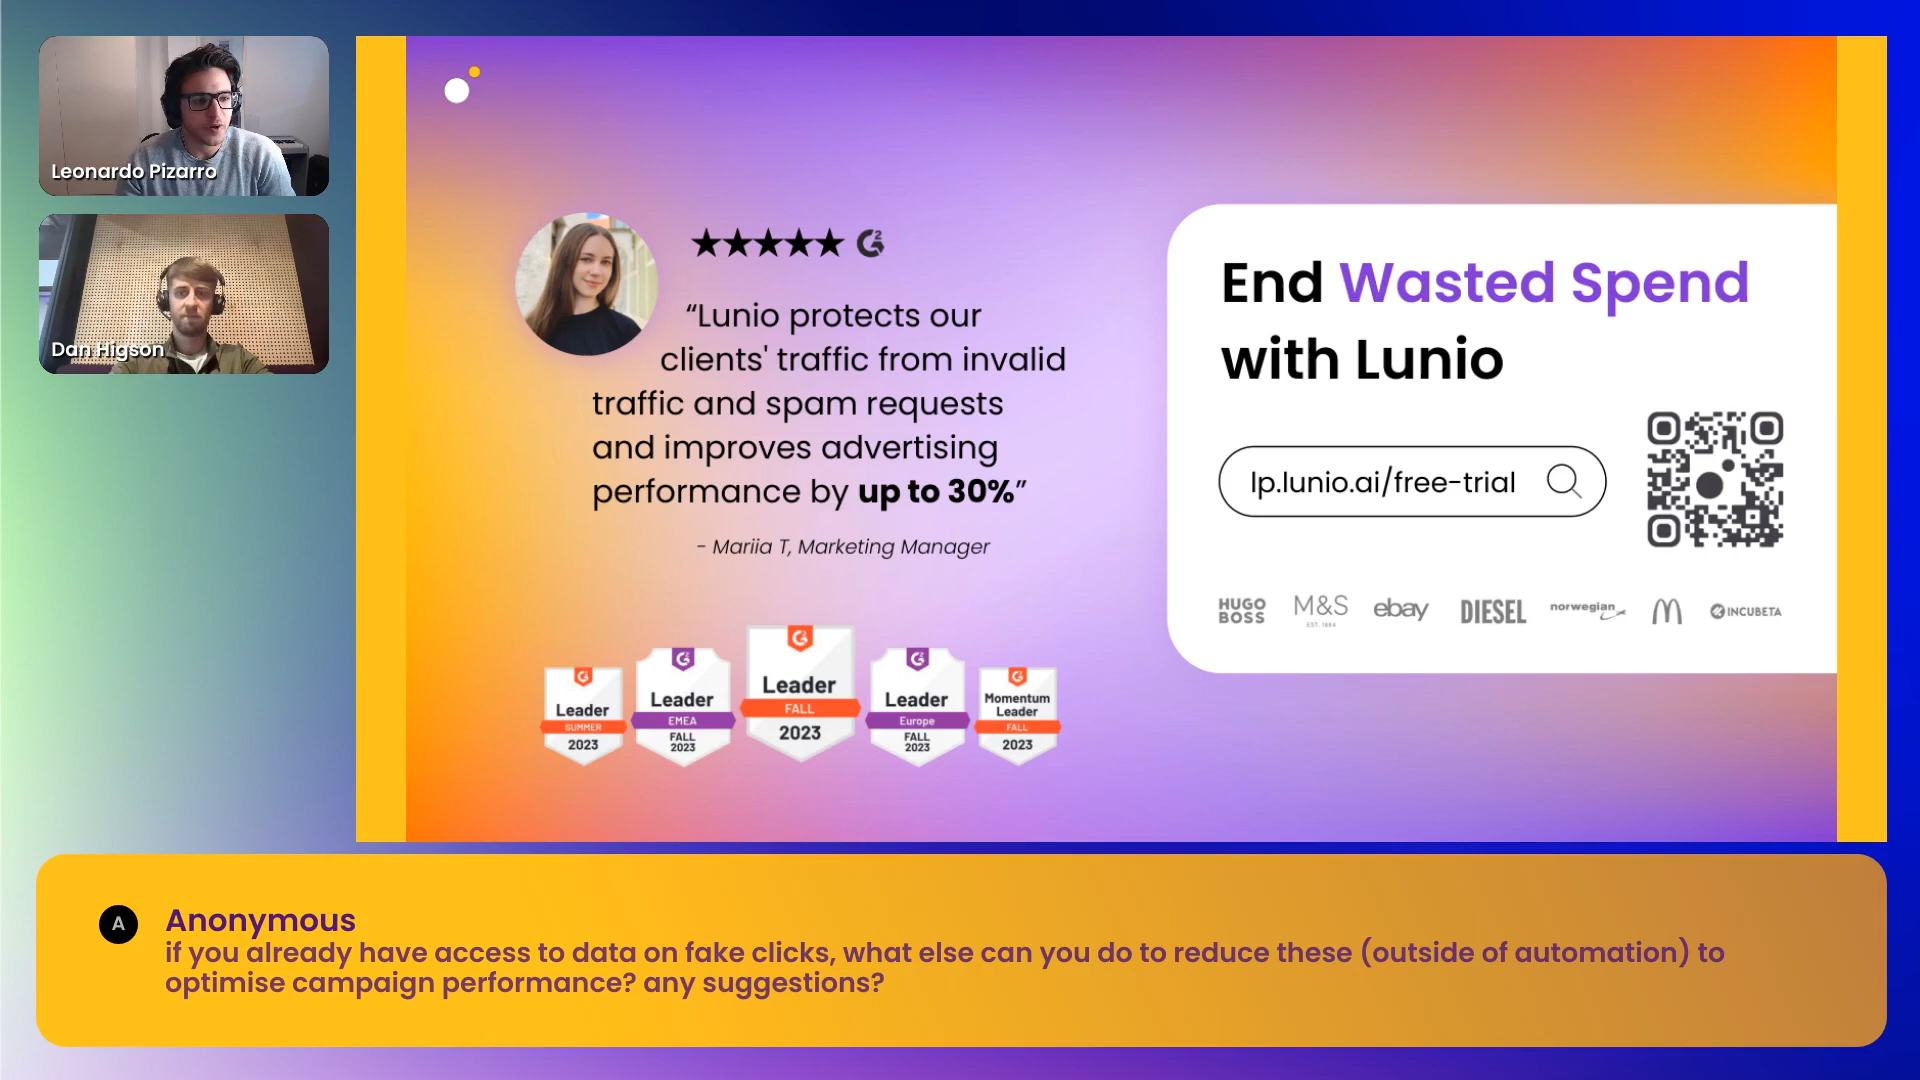 Leonardo Pizarro
Dan Higson
“Lunio protects our
clients' traffic from invalid
traffic and spam requests
and improves advertising
performance by up to 30%”
- Mariia T, Marketing Manager
Leader
SUMMER
2023
Leader
EMEA
FALL
2023
Leader
FALL
2023
Leader
Europe
FALL
2023
Momentum
Leader
FALL
2023
End Wasted Spend
with Lunio
lp.lunio.ai/free-trial
HUGO
BOSS
M&S
EST. 1884
ebay
DIESEL
norwegian
INCUBETA
A
Anonymous
if you already have access to data on fake clicks, what else can you do to reduce these (outside of automation) to
optimise campaign performance? any suggestions?